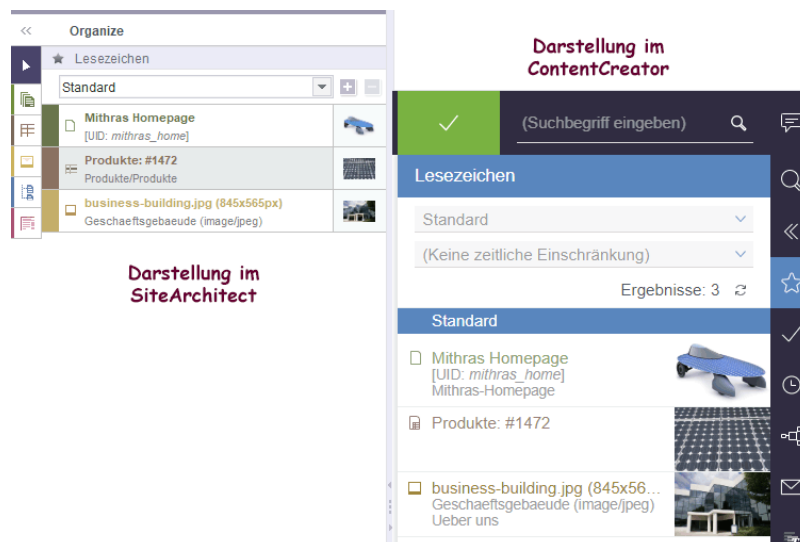 Organize
Lesezeichen
Standard
Mithras Homepage
[UID: mithras_home]
Produkte: #1472
Produkte/Produkte
business-building.jpg (845x565px)
Geschaeftsgebaeude (image/jpeg)
Darstellung im
SiteArchitect
Darstellung im
ContentCreator
(Suchbegriff eingeben)
Lesezeichen
Standard
(Keine zeitliche Einschränkung)
Ergebnisse: 3
Standard
Mithras Homepage
[UID: mithras_home]
Mithras-Homepage
Produkte: #1472
business-building.jpg (845x56...
Geschaeftsgebaeude (image/jpeg)
Ueber uns